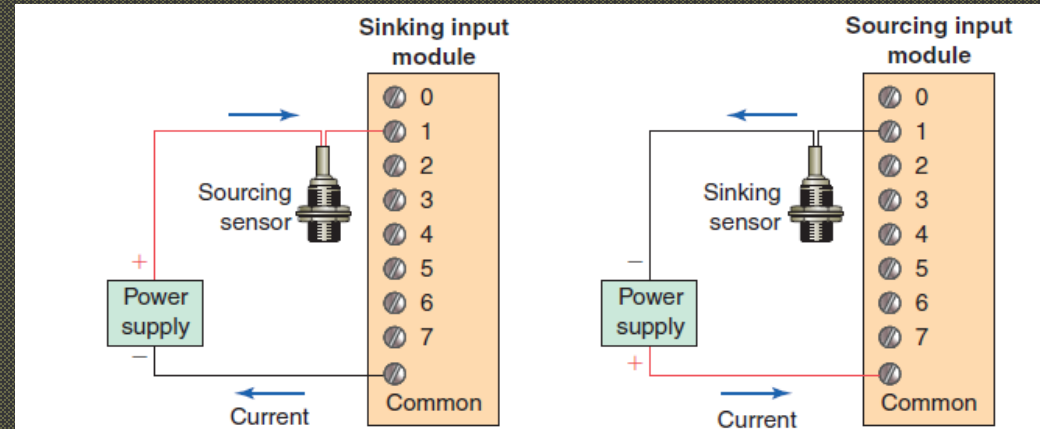 Sinking input
module
0
1
2
3
4
5
6
7
Common
Sourcing
sensor
+
Power
supply
−
Current
Sourcing input
module
0
1
2
3
4
5
6
7
Common
Sinking
sensor
−
Power
supply
+
Current